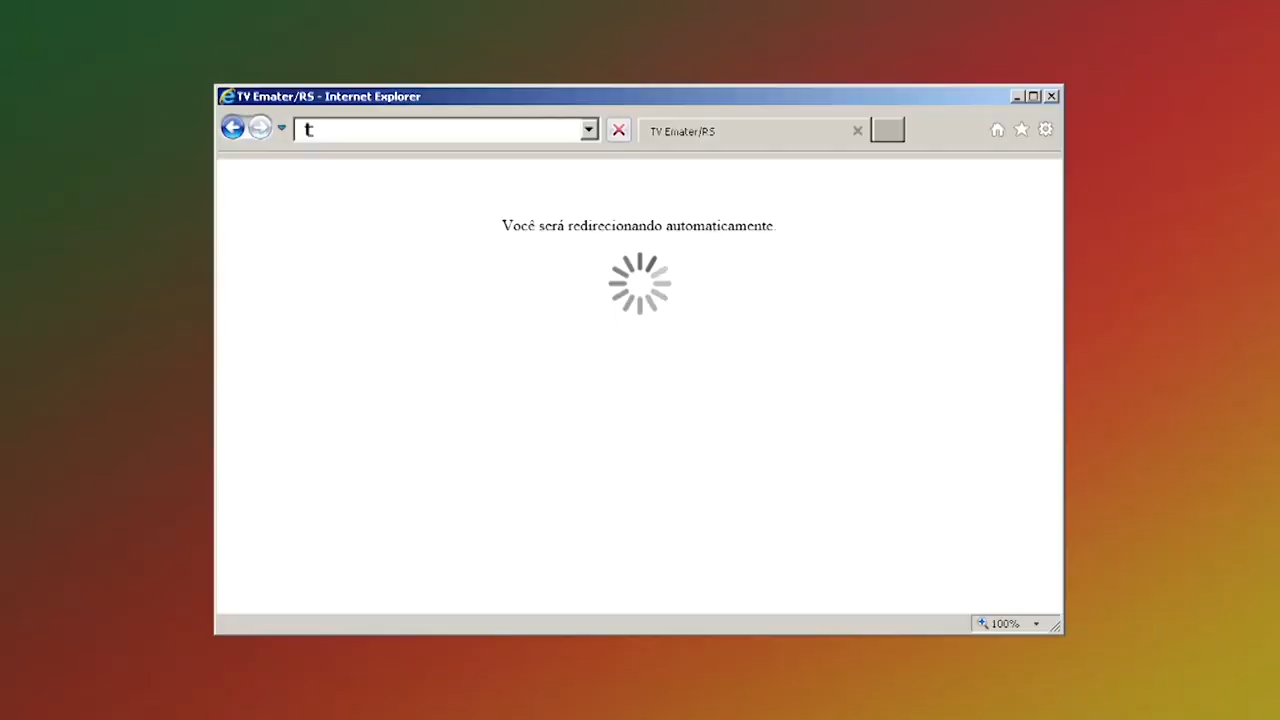 TV Emater/RS - Internet Explorer
t
TV Emater/RS
Você será redirecionando automaticamente.
100%